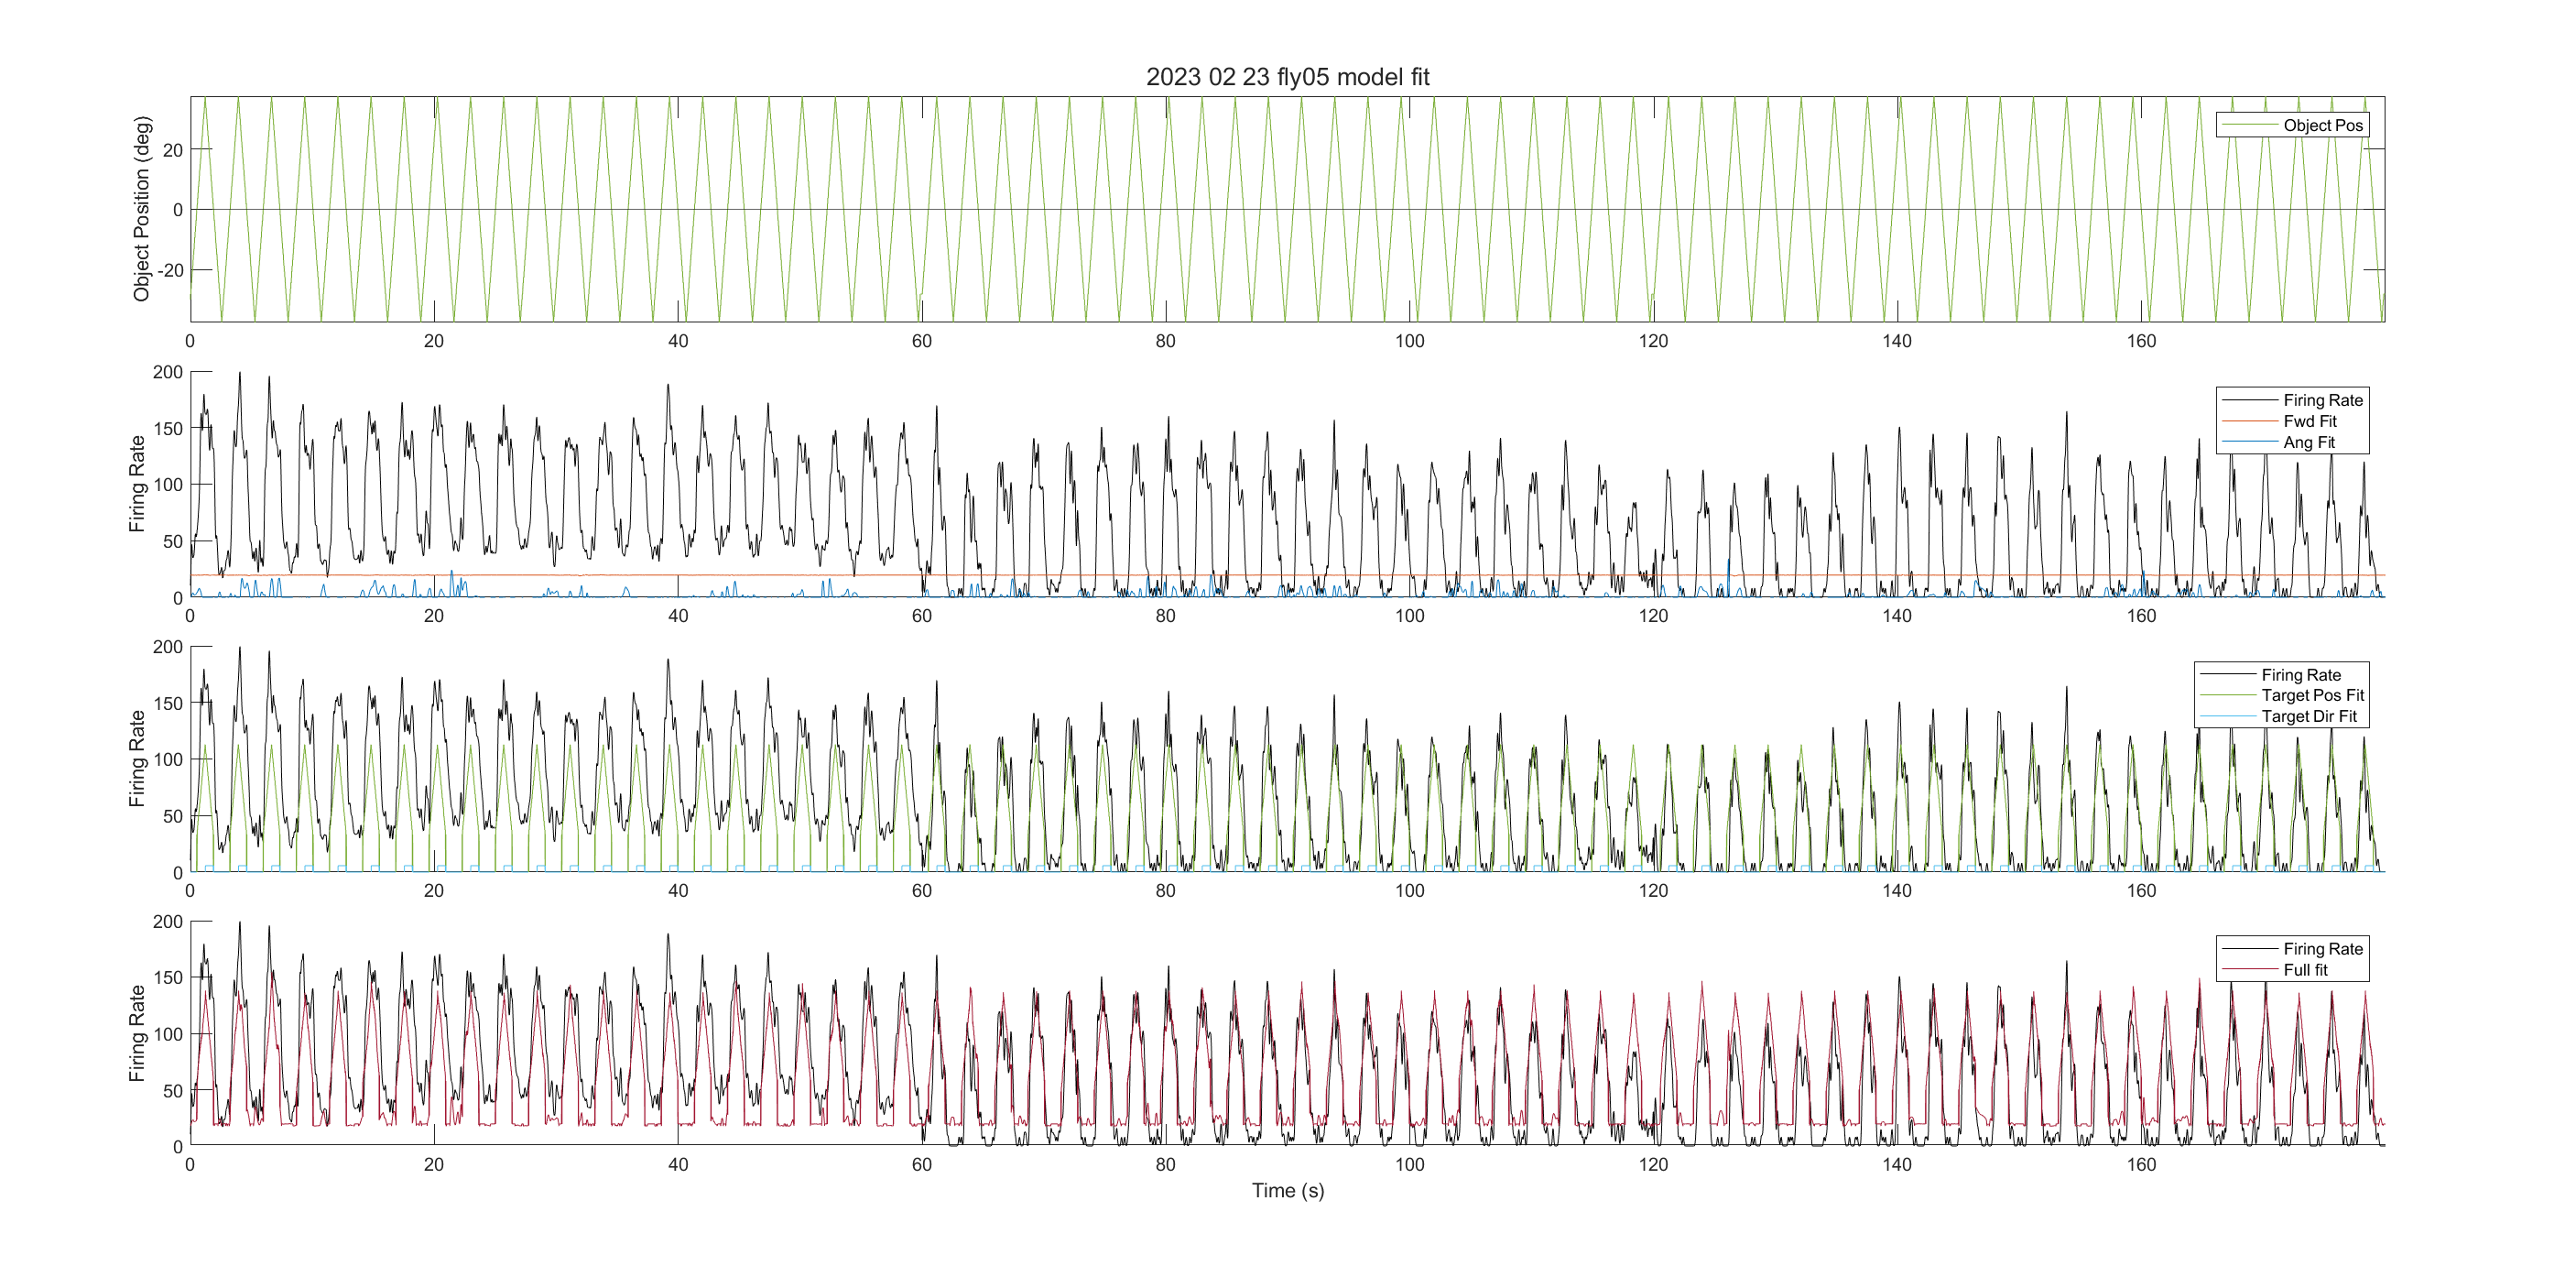 2023 02 23 fly05 model fit
Object Position (deg)
20
0
-20
Object Pos
0 20 40 60 80 100 120 140 160
Firing Rate
200
150
100
50
0
Firing Rate
Fwd Fit
Ang Fit
0 20 40 60 80 100 120 140 160
Firing Rate
200
150
100
50
0
Firing Rate
Target Pos Fit
Target Dir Fit
0 20 40 60 80 100 120 140 160
Firing Rate
200
150
100
50
0
Firing Rate
Full fit
0 20 40 60 80 100 120 140 160
Time (s)